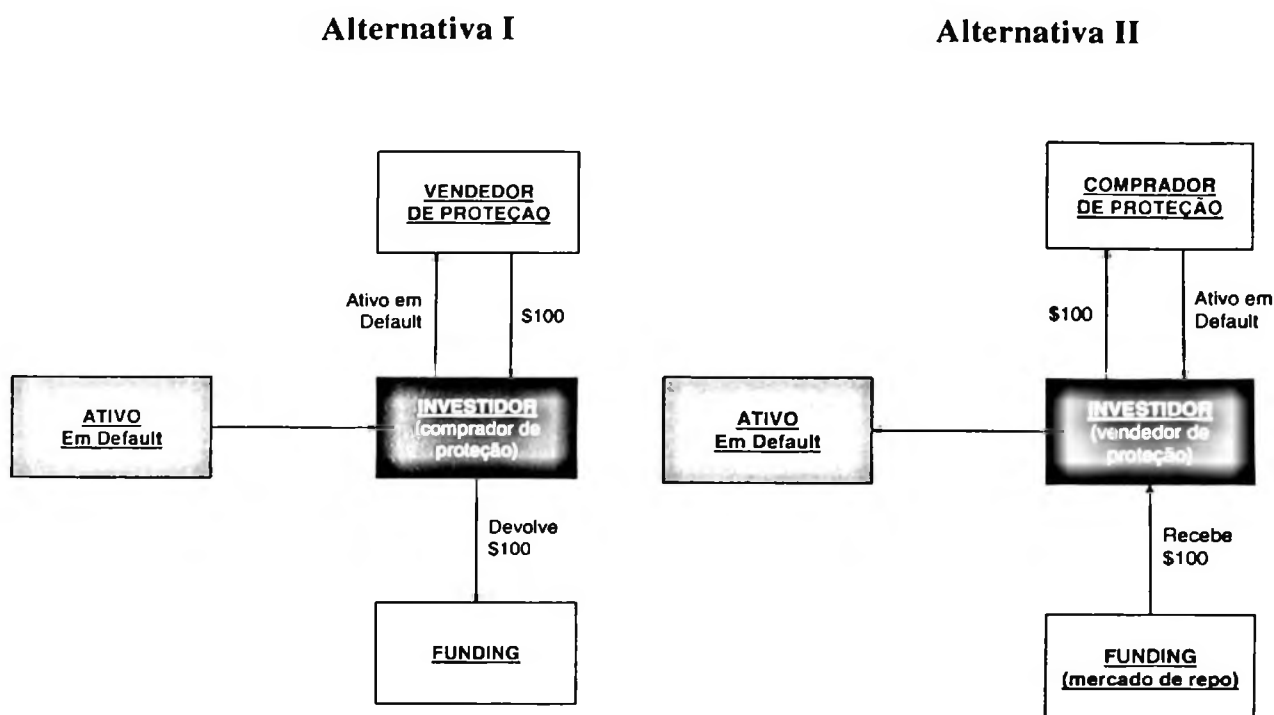 Alternativa I
Alternativa II
VENDEDOR
DE PROTEÇAO
Ativo em
Default
$100
ATIVO
Em Default
INVESTIDOR
(comprador de
proteção)
Devolve
$100
FUNDING
COMPRADOR
DE PROTEÇÃO
$100
Ativo em
Default
ATIVO
Em Default
INVESTIDOR
(vendedor de
proteção)
Recebe
$100
FUNDING
(mercado de repo)